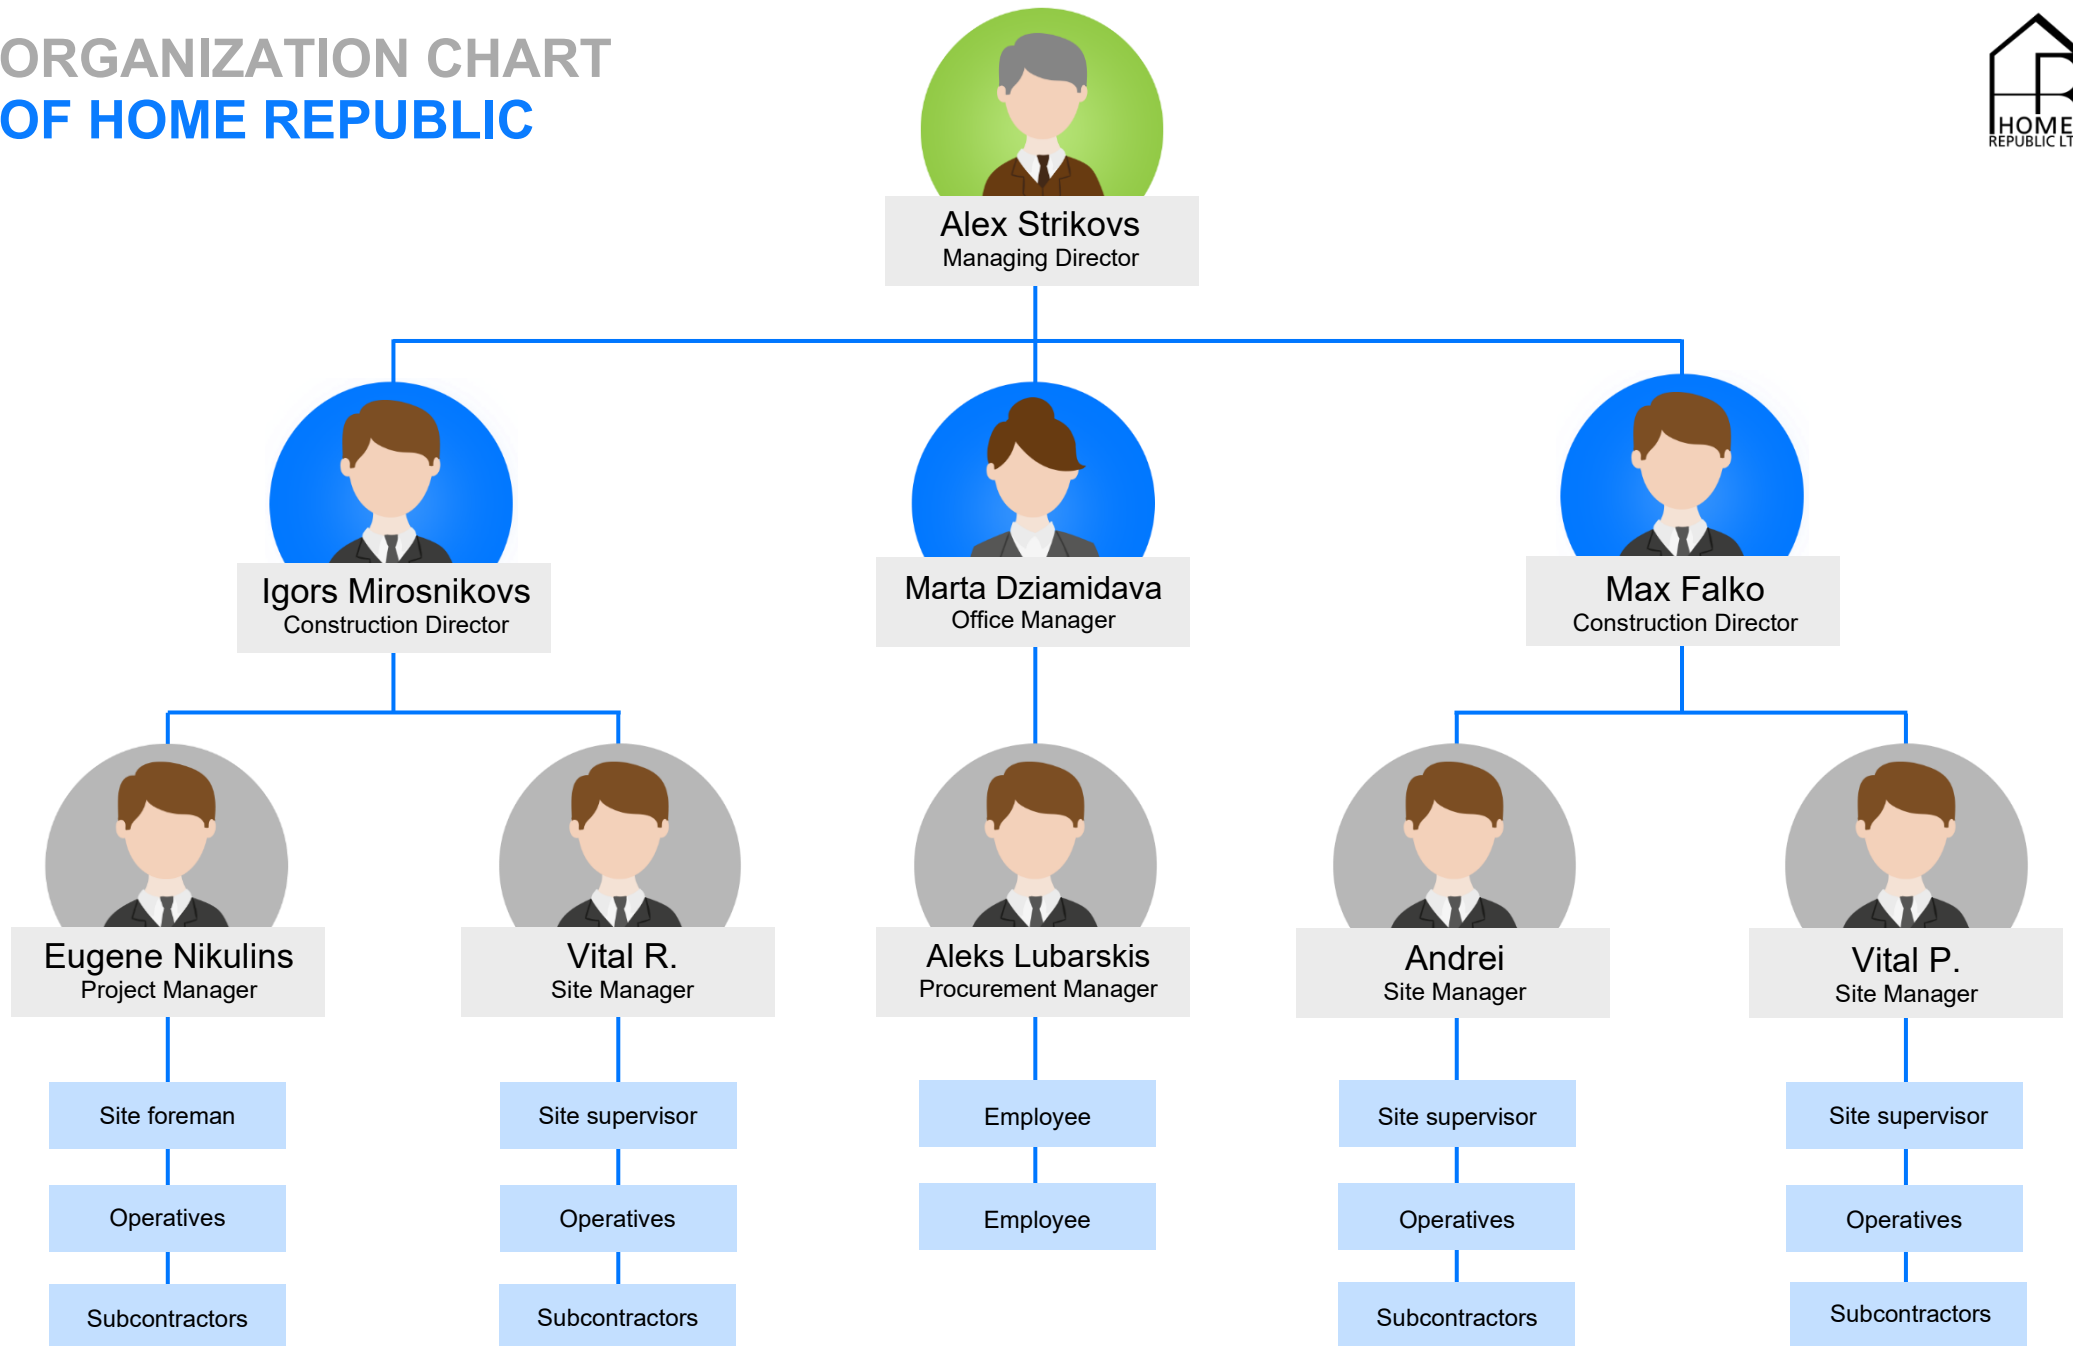 ORGANIZATION CHART
OF HOME REPUBLIC
HOME
REPUBLIC LT
Alex Strikovs
Managing Director
Igors Mirosnikovs
Construction Director
Marta Dziamidava
Office Manager
Max Falko
Construction Director
Eugene Nikulins
Project Manager
Vital R.
Site Manager
Aleks Lubarskis
Procurement Manager
Andrei
Site Manager
Vital P.
Site Manager
Site foreman
Site supervisor
Employee
Site supervisor
Site supervisor
Operatives
Operatives
Employee
Operatives
Operatives
Subcontractors
Subcontractors
Subcontractors
Subcontractors